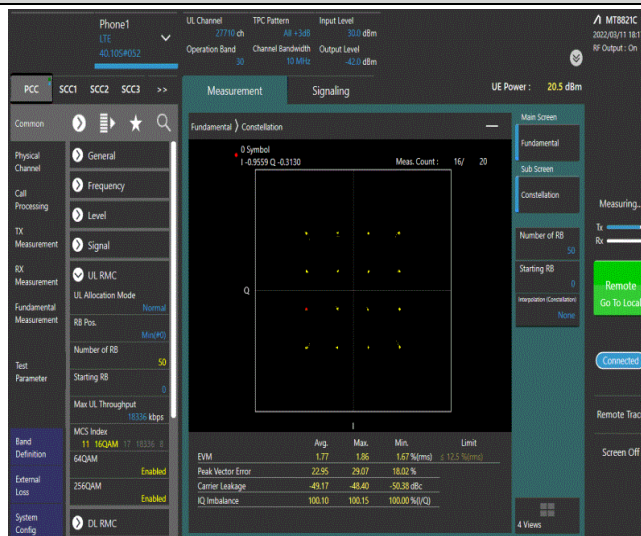 Phone1
LTE
40.10S#052
UL Channel
27710 ch
TPC Pattern
All +3dB
Input Level
30.0 dBm
Operation Band
30
Channel Bandwidth
10 MHz
Output Level
-42.0 dBm
MT8821C
2022/03/11 18:1
RF Output : On
PCC SCC1 SCC2 SCC3 >>
Measurement Signaling
UE Power : 20.5 dBm
Common
Physical
Channel
Call
Processing
TX
Measurement
RX
Measurement
Fundamental
Measurement
Test
Parameter
Band
Definition
External
Loss
System
Config
General
Frequency
Level
Signal
UL RMC
UL Allocation Mode
Normal
RB Pos.
Min(#0)
Number of RB
50
Starting RB
0
Max UL Throughput
18336 kbps
MCS Index
11 16QAM 17 18336 8
64QAM
Enabled
256QAM
Enabled
DL RMC
Fundamental 》 Constellation
0 Symbol
I -0.9559 Q -0.3130
Meas. Count : 16/ 20
Q
I
Avg. Max. Min. Limit
EVM 1.77 1.86 1.67 %(rms) ≤ 12.5 %(rms)
Peak Vector Error 22.95 29.07 18.02 %
Carrier Leakage -49.17 -48.40 -50.38 dBc
IQ Imbalance 100.10 100.15 100.00 %(I/Q)
Main Screen
Fundamental
Sub Screen
Constellation
Number of RB
50
Starting RB
0
Interpolation (Constellation)
None
4 Views
Measuring...
Tx
Rx
Remote
Go To Local
Connected
Remote Trac
Screen Off